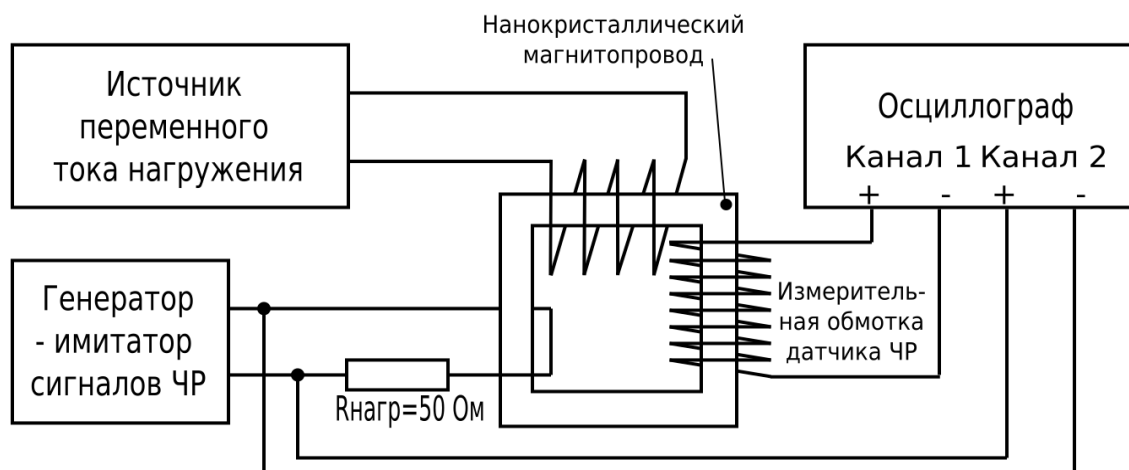 Нанокристаллический
магнитопровод
Источник
переменного
тока нагружения
Осциллограф
Канал 1 Канал 2
+ - + -
Генератор
- имитатор
сигналов ЧР
Измеритель-
ная обмотка
датчика ЧР
Rнагр=50 Ом